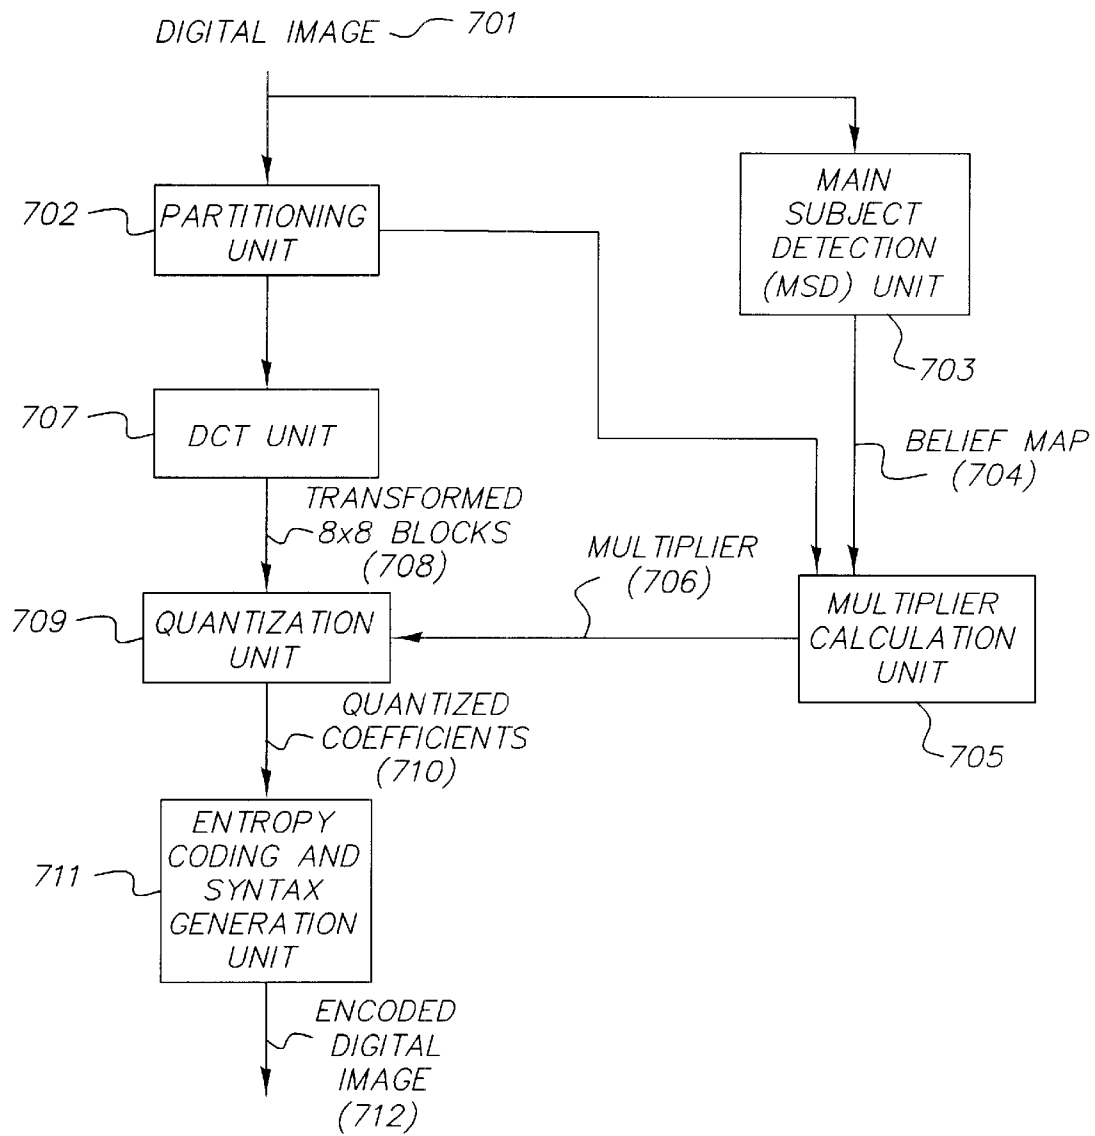 DIGITAL IMAGE 701
702
PARTITIONING
UNIT
MAIN
SUBJECT
DETECTION
(MSD) UNIT
703
707
DCT UNIT
BELIEF MAP
(704)
TRANSFORMED
8x8 BLOCKS
(708)
MULTIPLIER
(706)
709
QUANTIZATION
UNIT
MULTIPLIER
CALCULATION
UNIT
705
QUANTIZED
COEFFICIENTS
(710)
711
ENTROPY
CODING AND
SYNTAX
GENERATION
UNIT
ENCODED
DIGITAL
IMAGE
(712)